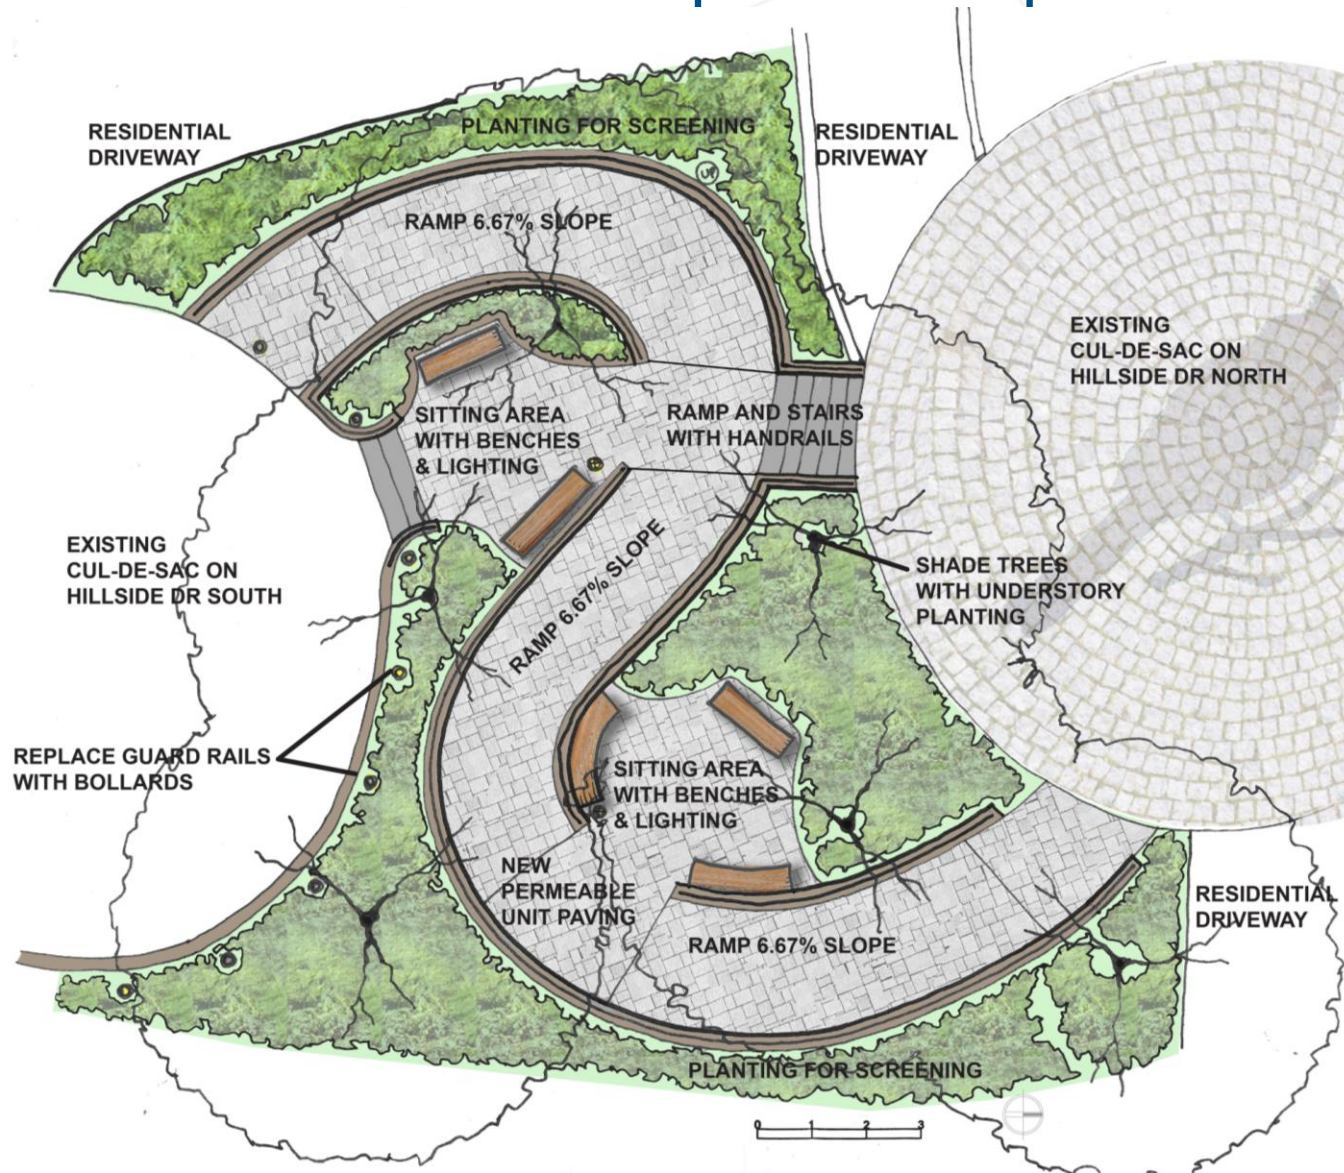 PLANTING FOR SCREENING
RESIDENTIAL
DRIVEWAY
RESIDENTIAL
DRIVEWAY
UP
RAMP 6.67% SLOPE
EXISTING
CUL-DE-SAC ON
HILLSIDE DR NORTH
SITTING AREA
WITH BENCHES
& LIGHTING
RAMP AND STAIRS
WITH HANDRAILS
EXISTING
CUL-DE-SAC ON
HILLSIDE DR SOUTH
RAMP 6.67% SLOPE
SHADE TREES
WITH UNDERSTORY
PLANTING
REPLACE GUARD RAILS
WITH BOLLARDS
SITTING AREA
WITH BENCHES
& LIGHTING
NEW
PERMEABLE
UNIT PAVING
RESIDENTIAL
DRIVEWAY
RAMP 6.67% SLOPE
PLANTING FOR SCREENING
0 1 2 3